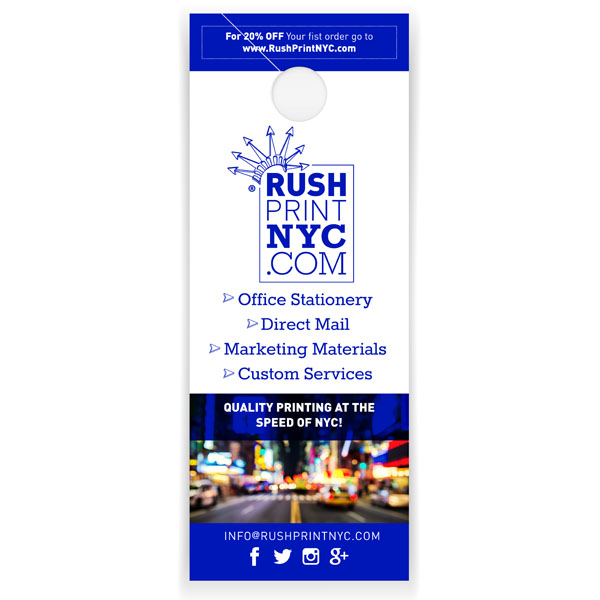 For 20% OFF Your fist order go to
www.RushPrintNYC.com
®
RUSH
PRINT
NYC
.COM
Office Stationery
Direct Mail
Marketing Materials
Custom Services
QUALITY PRINTING AT THE
SPEED OF NYC!
INFO@RUSHPRINTNYC.COM
f g+